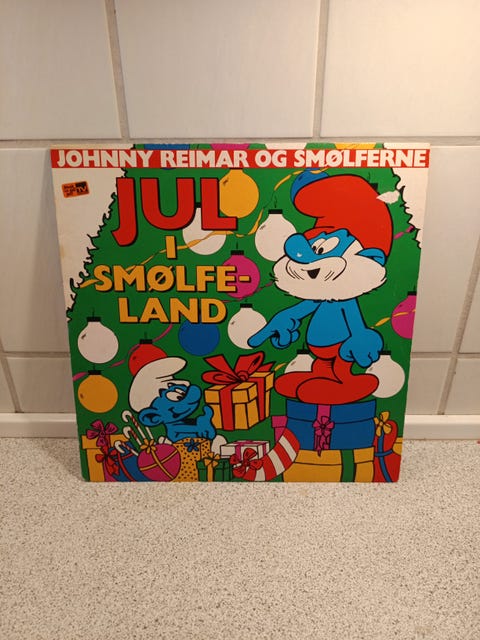 JOHNNY REIMAR OG SMØLFERNE
JUL
I
SMØLFE-
LAND